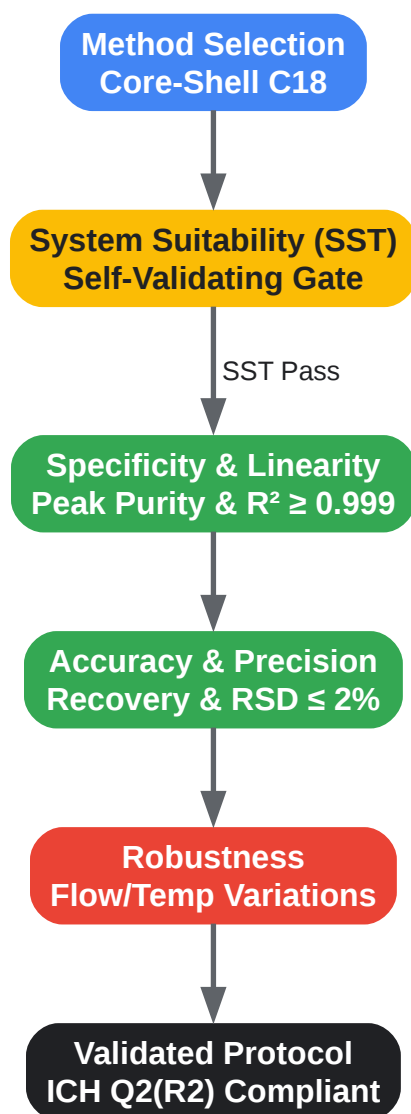 Method Selection
Core-Shell C18
System Suitability (SST)
Self-Validating Gate
SST Pass
Specificity & Linearity
Peak Purity & R² ≥ 0.999
Accuracy & Precision
Recovery & RSD ≤ 2%
Robustness
Flow/Temp Variations
Validated Protocol
ICH Q2(R2) Compliant